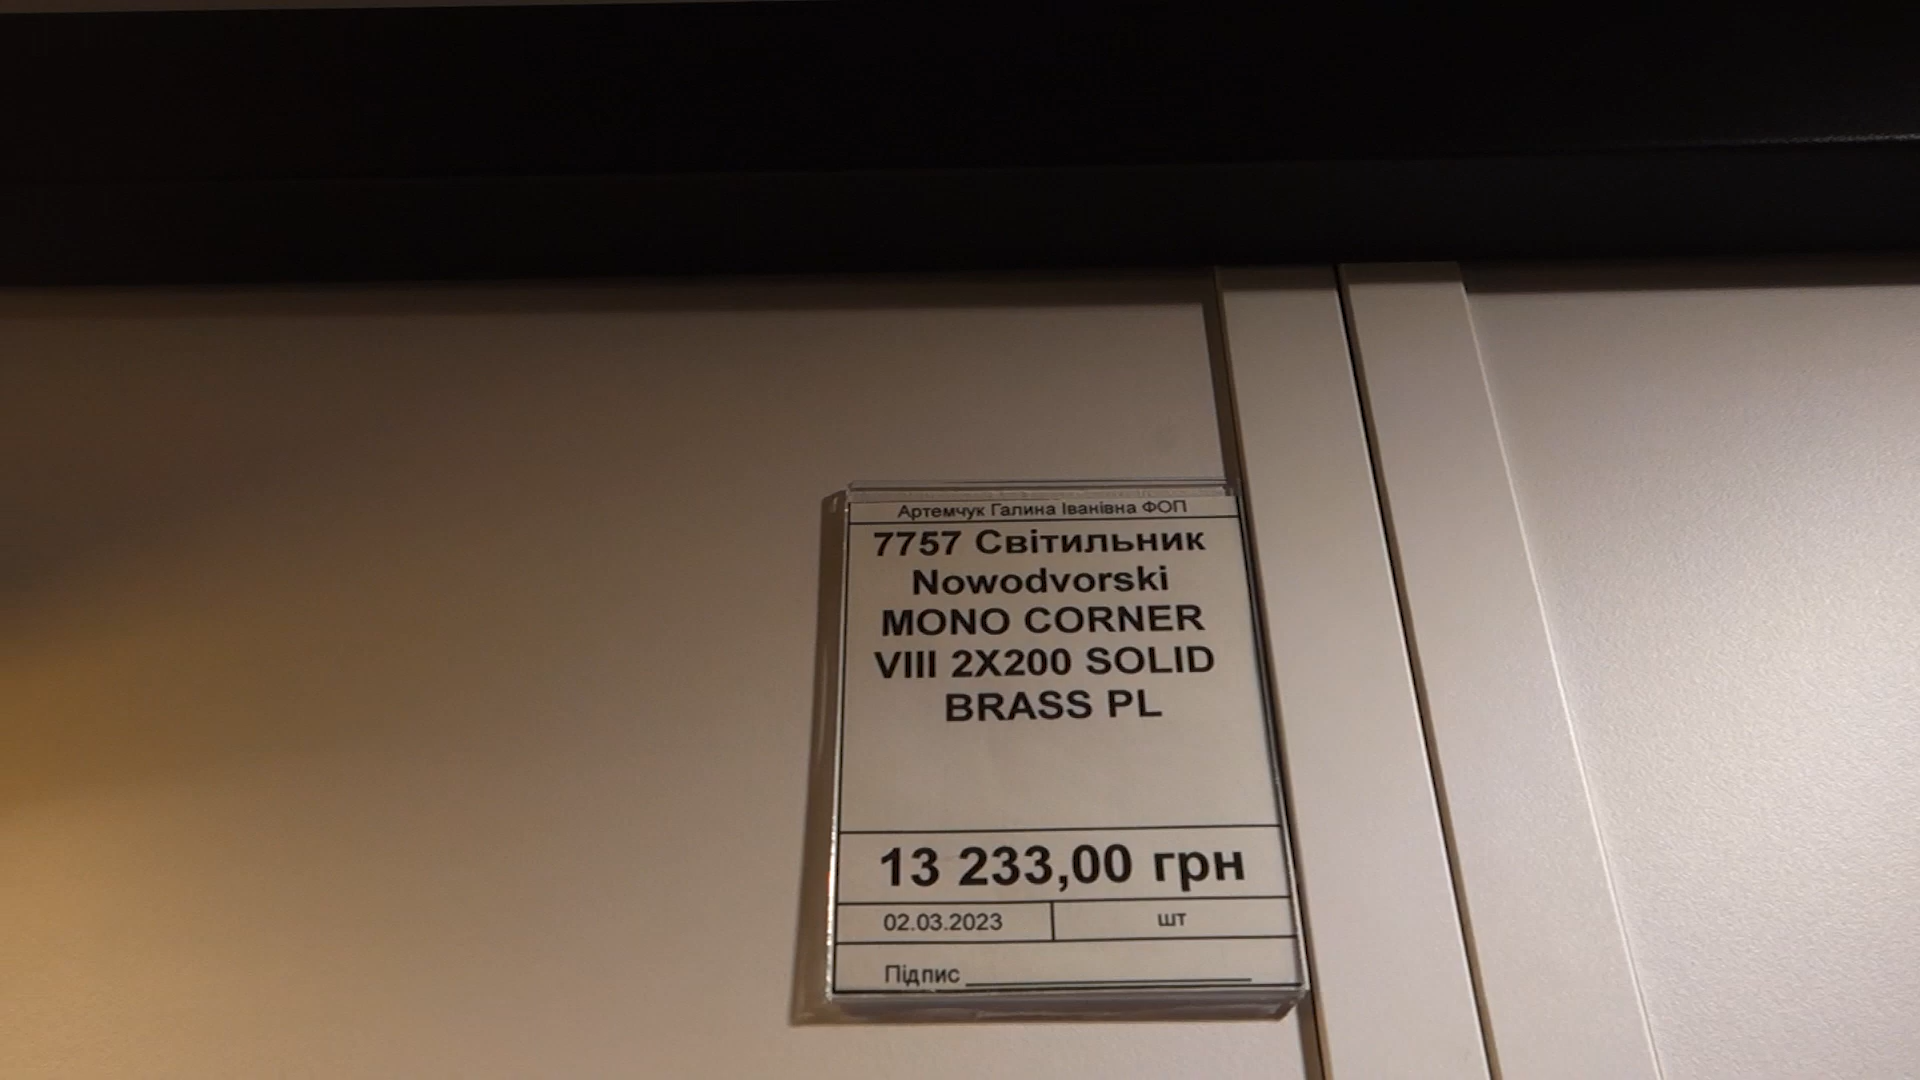 Артемчук Галина Іванівна ФОП
7757 Світильник
Nowodvorski
MONO CORNER
VIII 2X200 SOLID
BRASS PL
13 233,00 грн
02.03.2023 шт
Підпис